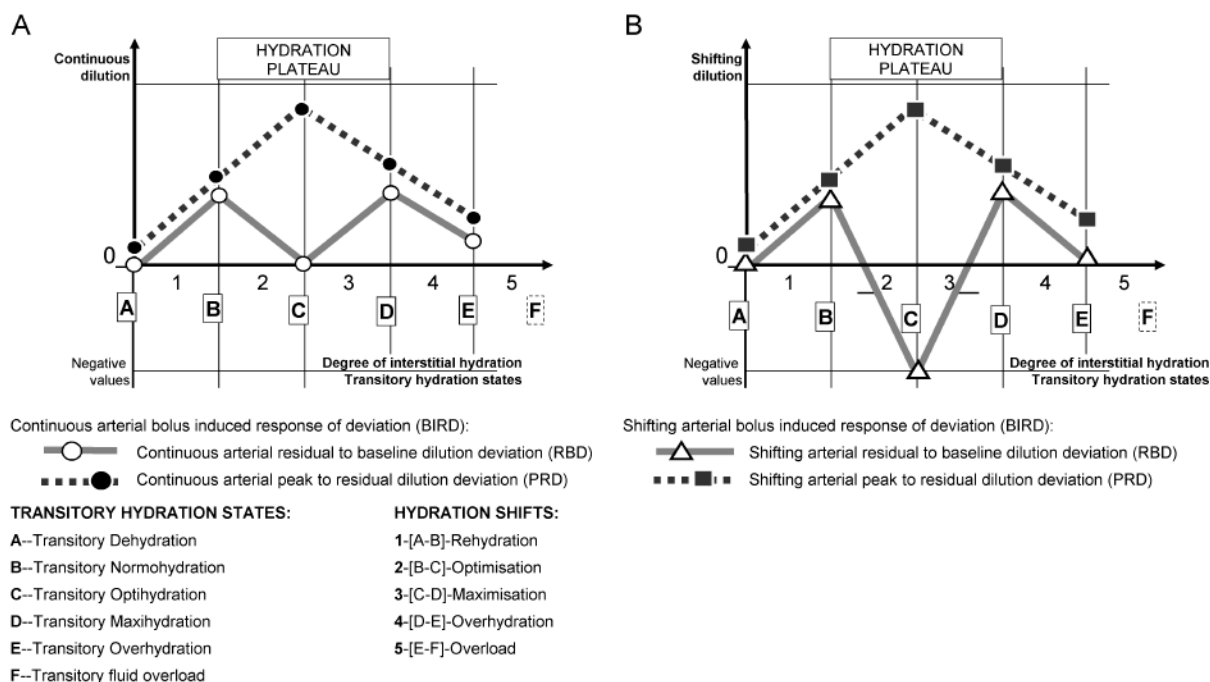 A
Continuous
dilution
HYDRATION
PLATEAU
0
1
2
3
4
5
A
B
C
D
E
F
Negative
values
Degree of interstitial hydration
Transitory hydration states
B
Shifting
dilution
HYDRATION
PLATEAU
0
1
2
3
4
5
A
B
C
D
E
F
Negative
values
Degree of interstitial hydration
Transitory hydration states
Continuous arterial bolus induced response of deviation (BIRD):
Continuous arterial residual to baseline dilution deviation (RBD)
Continuous arterial peak to residual dilution deviation (PRD)
Shifting arterial bolus induced response of deviation (BIRD):
Shifting arterial residual to baseline dilution deviation (RBD)
Shifting arterial peak to residual dilution deviation (PRD)
TRANSITORY HYDRATION STATES:
A--Transitory Dehydration
B--Transitory Normohydration
C--Transitory Optihydration
D--Transitory Maxihydration
E--Transitory Overhydration
F--Transitory fluid overload
HYDRATION SHIFTS:
1-[A-B]-Rehydration
2-[B-C]-Optimisation
3-[C-D]-Maximisation
4-[D-E]-Overhydration
5-[E-F]-Overload